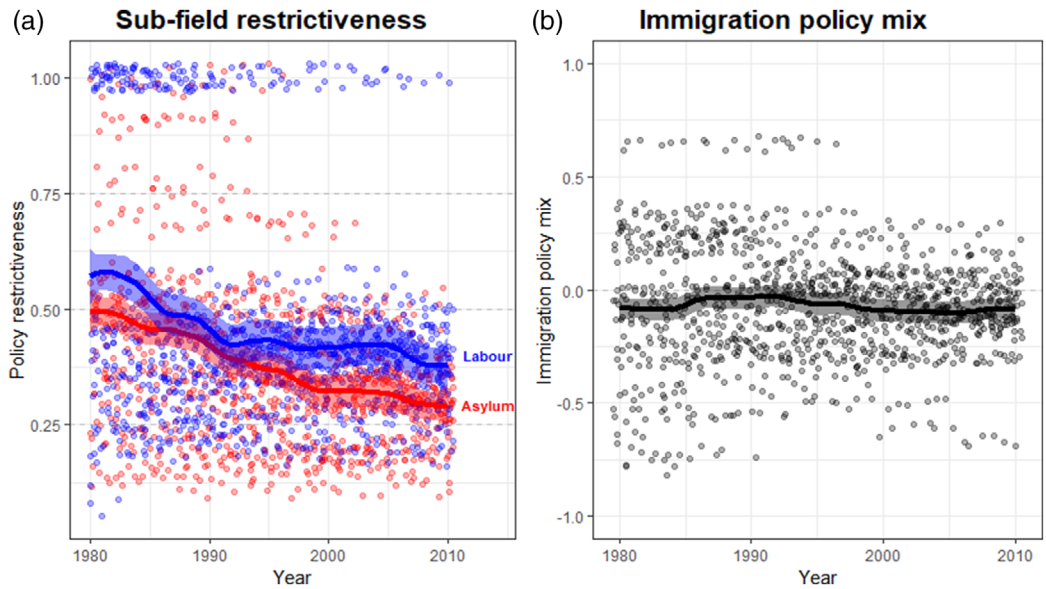 (a) Sub-field restrictiveness
Policy restrictiveness
1.00
0.75
0.50
0.25
Labour
Asylum
1980 1990 2000 2010
Year
(b) Immigration policy mix
Immigration policy mix
1.0
0.5
0.0
-0.5
-1.0
1980 1990 2000 2010
Year